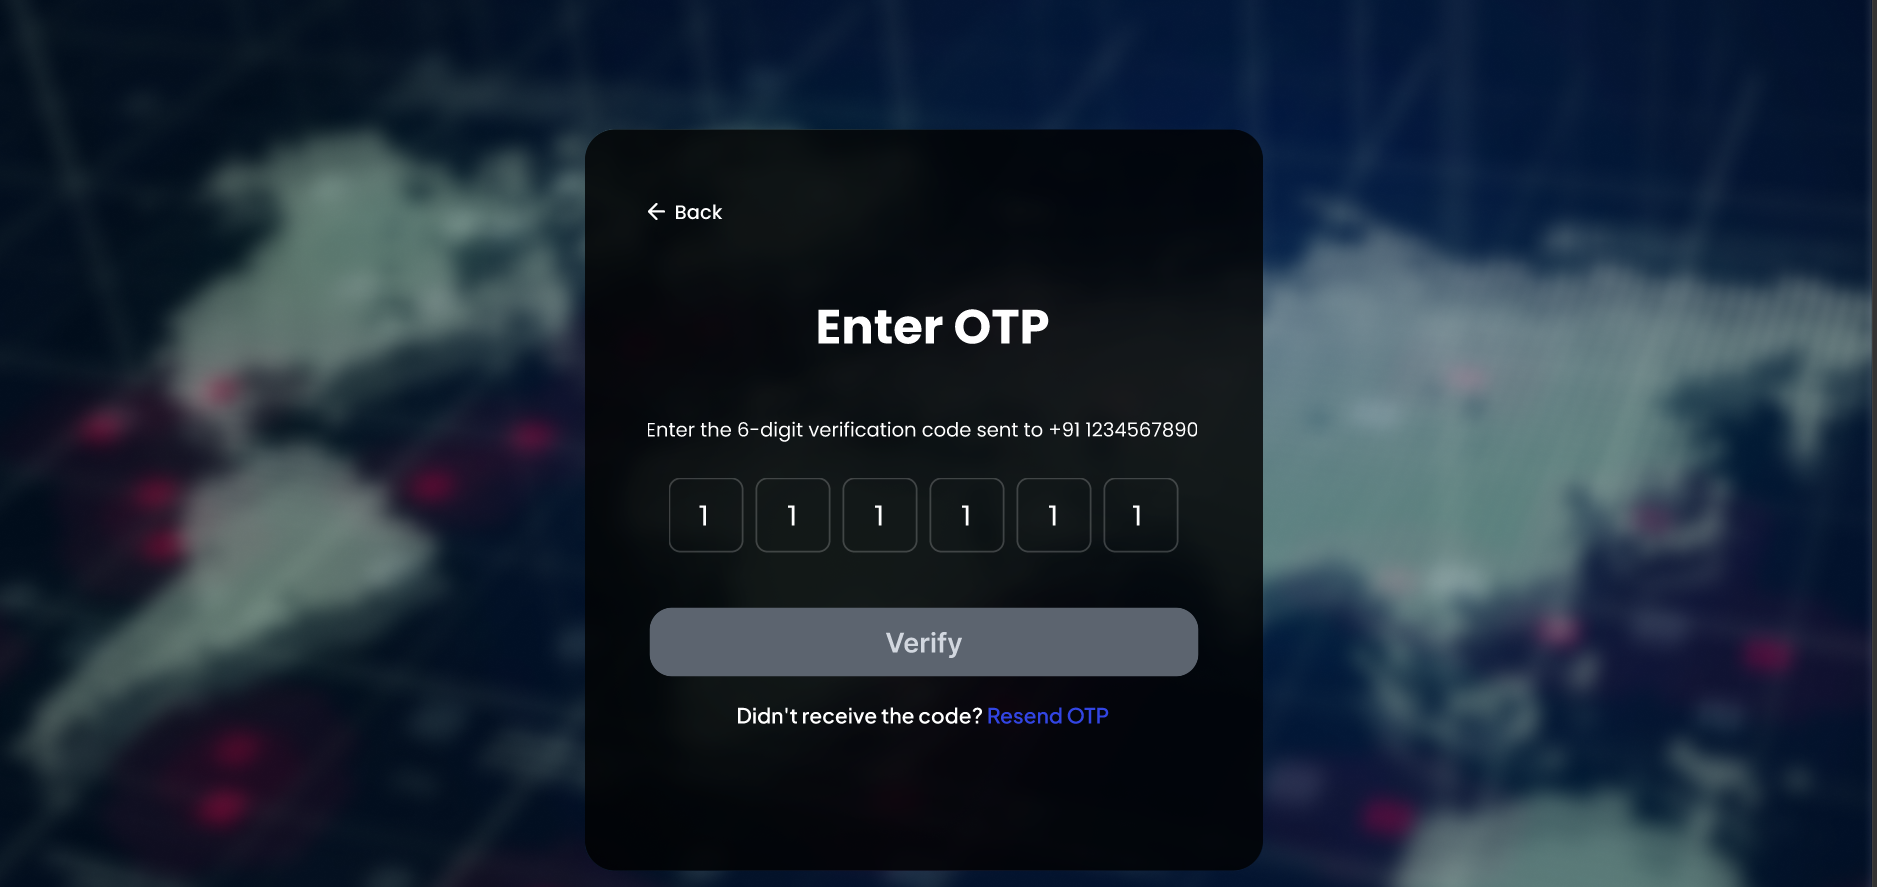 ← Back
Enter OTP
Enter the 6-digit verification code sent to +91 1234567890
1 1 1 1 1 1
Verify
Didn't receive the code? Resend OTP